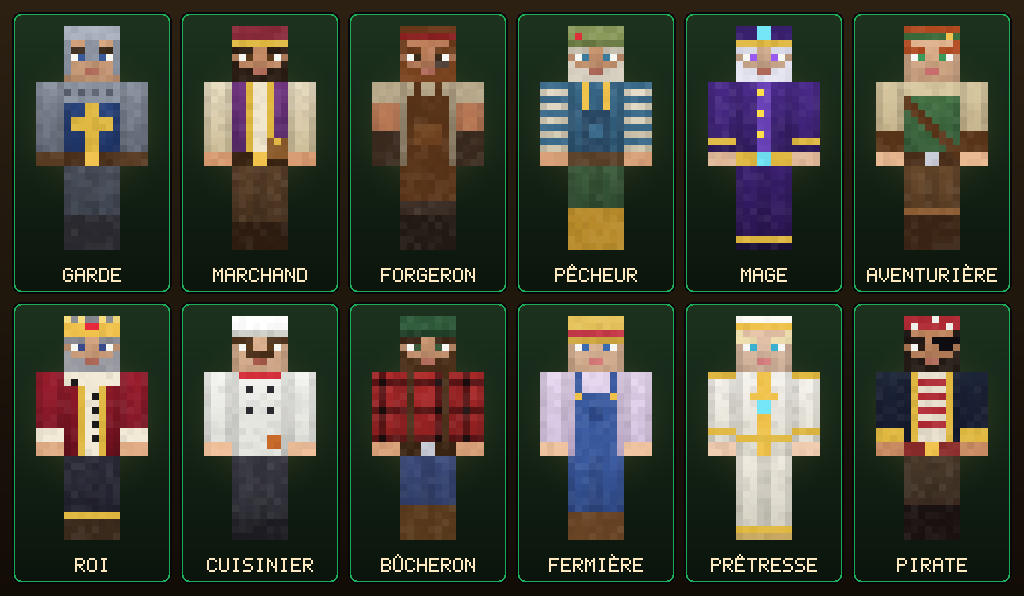 GARDE
MARCHAND
FORGERON
PÊCHEUR
MAGE
AVENTURIÈRE
ROI
CUISINIER
BÛCHERON
FERMIÈRE
PRÊTRESSE
PIRATE